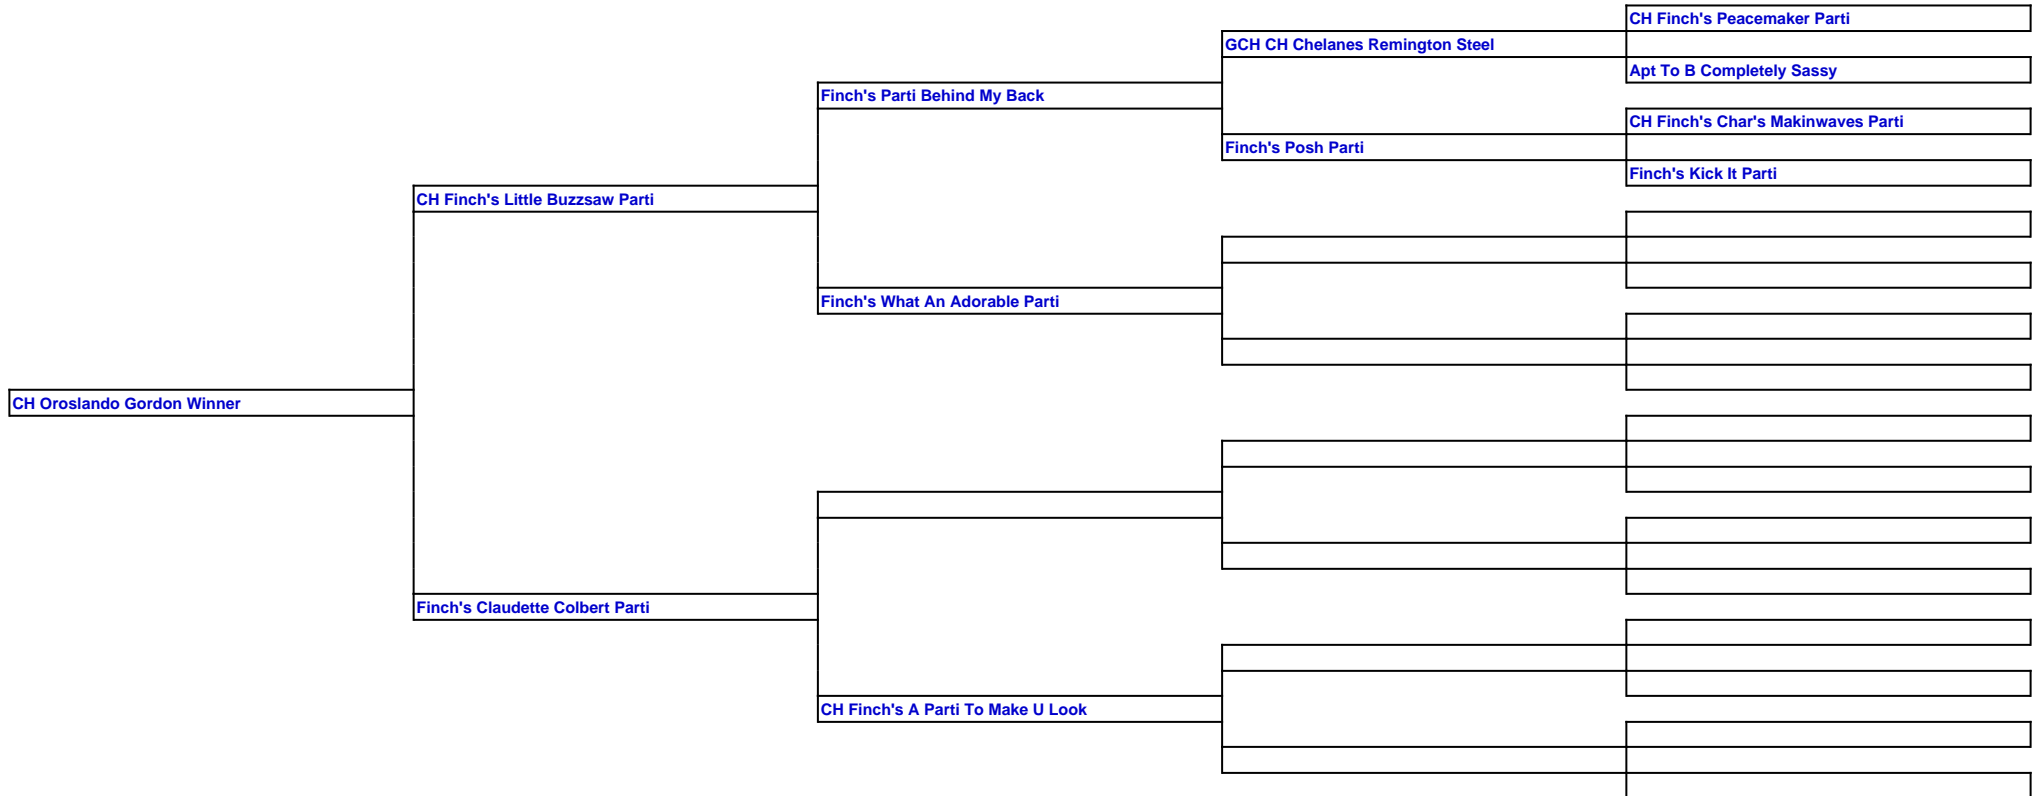 CH Finch's Peacemaker Parti
GCH CH Chelanes Remington Steel
Apt To B Completely Sassy
Finch's Parti Behind My Back
CH Finch's Char's Makinwaves Parti
Finch's Posh Parti
Finch's Kick It Parti
CH Finch's Little Buzzsaw Parti
Finch's What An Adorable Parti
CH Oroslando Gordon Winner
Finch's Claudette Colbert Parti
CH Finch's A Parti To Make U Look